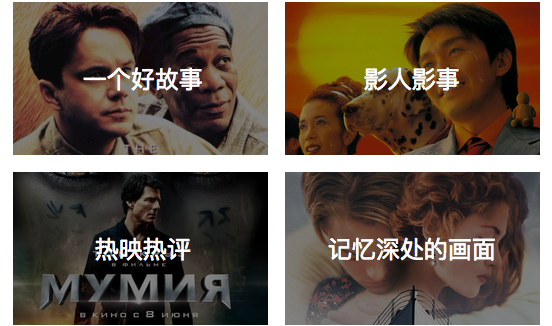 一个好故事
THE
影人影事
热映热评
В ФИЛЬМЕ
МУМИЯ
В КИНО С 8 ИЮНЯ
记忆深处的画面